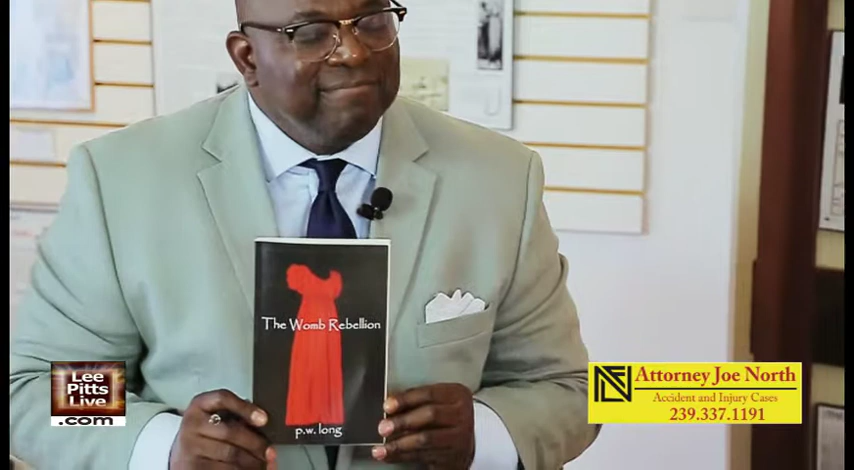 The Womb Rebellion
p.w. long
Lee
Pitts
Live
.com
Attorney Joe North
Accident and Injury Cases
239.337.1191